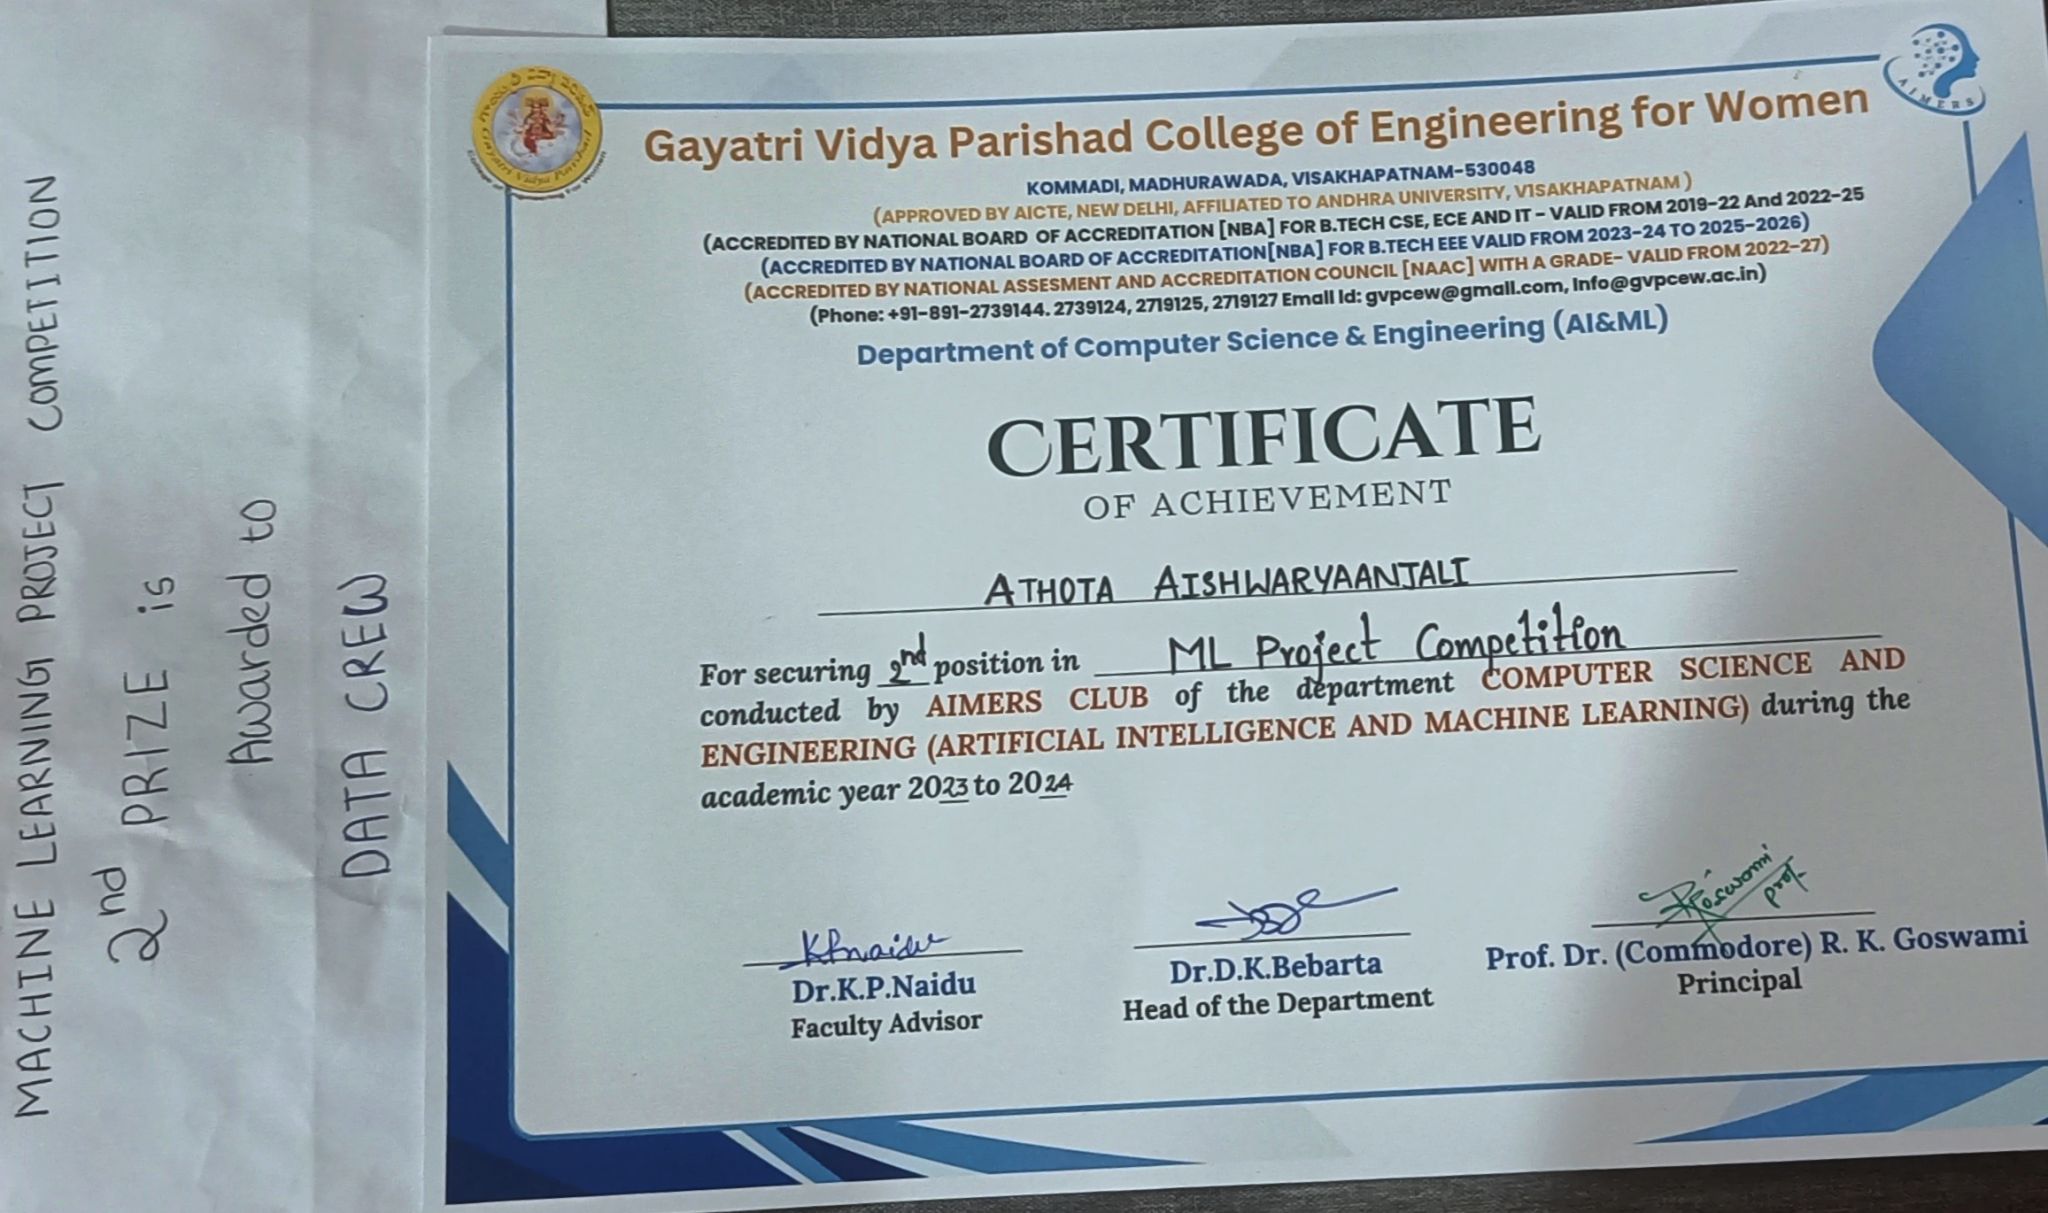 MACHINE LEARNING PROJECT COMPETITION
2nd PRIZE is
Awarded to
DATA CREW
AIMERS
Gayatri Vidya Parishad College of Engineering for Women
KOMMADI, MADHURAWADA, VISAKHAPATNAM-530048
(APPROVED BY AICTE, NEW DELHI, AFFILIATED TO ANDHRA UNIVERSITY, VISAKHAPATNAM )
(ACCREDITED BY NATIONAL BOARD OF ACCREDITATION [NBA] FOR B.TECH CSE, ECE AND IT - VALID FROM 2019-22 And 2022-25
(ACCREDITED BY NATIONAL BOARD OF ACCREDITATION[NBA] FOR B.TECH EEE VALID FROM 2023-24 TO 2025-2026)
(ACCREDITED BY NATIONAL ASSESMENT AND ACCREDITATION COUNCIL [NAAC] WITH A GRADE- VALID FROM 2022-27)
(Phone: +91-891-2739144. 2739124, 2719125, 2719127 Email Id: gvpcew@gmail.com, Info@gvpcew.ac.in)
Department of Computer Science & Engineering (AI&ML)
CERTIFICATE
OF ACHIEVEMENT
ATHOTA AISHWARYAANJALI
For securing 2nd position in ML Project Competition
conducted by AIMERS CLUB of the department COMPUTER SCIENCE AND
ENGINEERING (ARTIFICIAL INTELLIGENCE AND MACHINE LEARNING) during the
academic year 2023 to 2024
KPnaidu
Goswami
Prof.
Dr.K.P.Naidu
Dr.D.K.Bebarta
Prof. Dr. (Commodore) R. K. Goswami
Faculty Advisor
Head of the Department
Principal